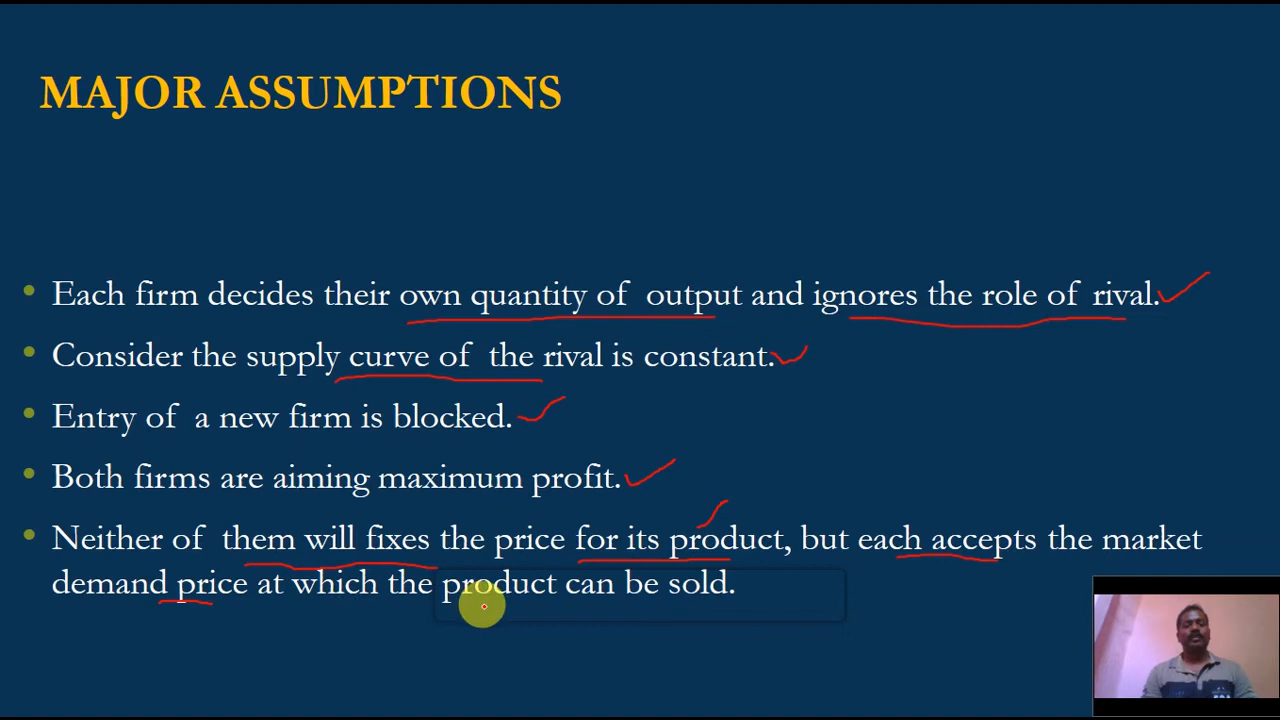 MAJOR ASSUMPTIONS
• Each firm decides their own quantity of output and ignores the role of rival.
• Consider the supply curve of the rival is constant.
• Entry of a new firm is blocked.
• Both firms are aiming maximum profit.
• Neither of them will fixes the price for its product, but each accepts the market
demand price at which the product can be sold.